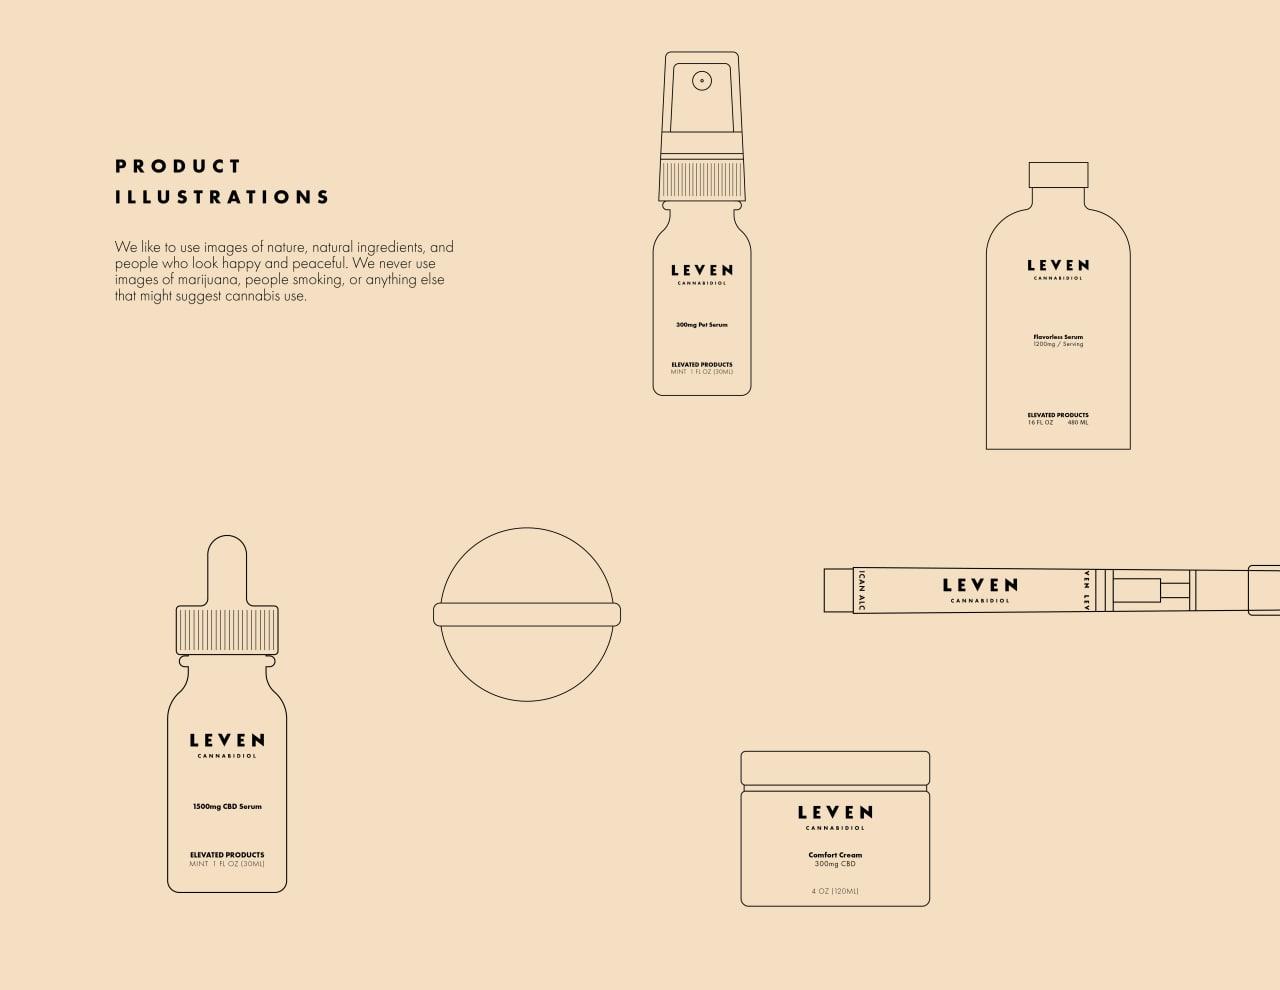 PRODUCT
ILLUSTRATIONS
We like to use images of nature, natural ingredients, and
people who look happy and peaceful. We never use
images of marijuana, people smoking, or anything else
that might suggest cannabis use.
LEVEN
CANNABIDIOL
300mg Pet Serum
ELEVATED PRODUCTS
MINT 1 FL OZ (30ML)
LEVEN
CANNABIDIOL
Flavorless Serum
1200mg / Serving
ELEVATED PRODUCTS
16 FL OZ 480 ML
ICAN ALC
LEVEN
CANNABIDIOL
VEN LEV
LEVEN
CANNABIDIOL
1500mg CBD Serum
ELEVATED PRODUCTS
MINT 1 FL OZ (30ML)
LEVEN
CANNABIDIOL
Comfort Cream
300mg CBD
4 OZ (120ML)